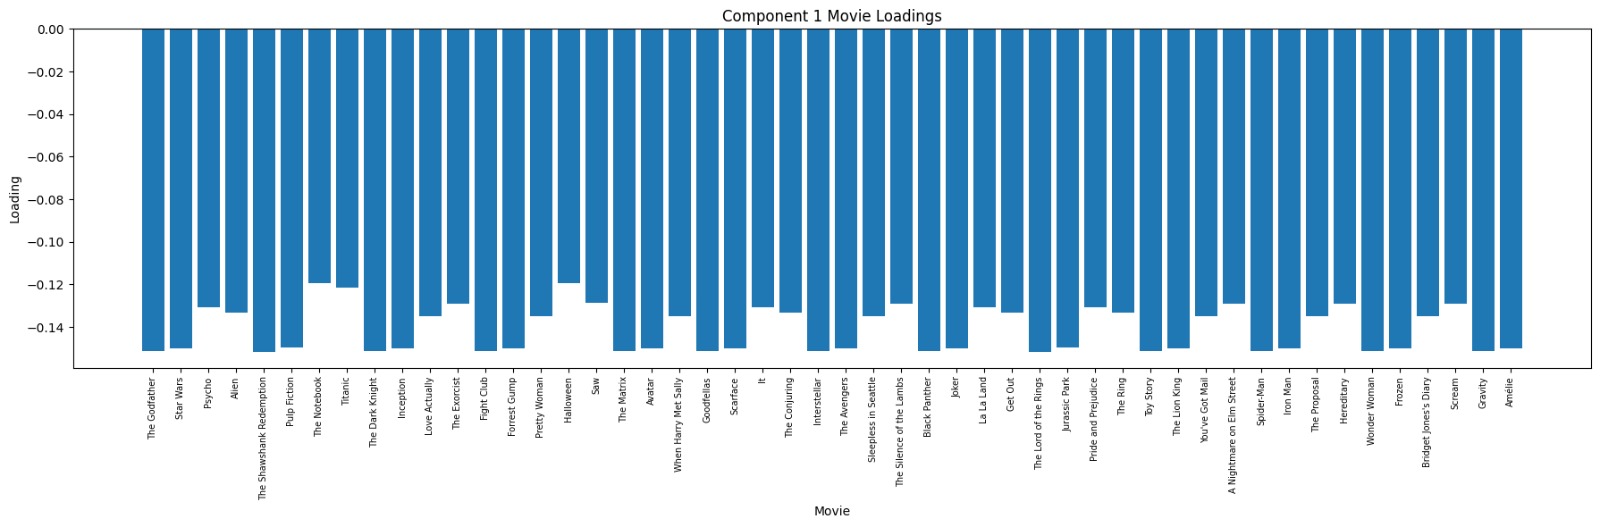 Component 1 Movie Loadings
0.00
−0.02
−0.04
−0.06
−0.08
−0.10
−0.12
−0.14
Loading
The Godfather
Star Wars
Psycho
Alien
The Shawshank Redemption
Pulp Fiction
The Notebook
Titanic
The Dark Knight
Inception
Love Actually
The Exorcist
Fight Club
Forrest Gump
Pretty Woman
Halloween
Saw
The Matrix
Avatar
When Harry Met Sally
Goodfellas
Scarface
It
The Conjuring
Interstellar
The Avengers
Sleepless in Seattle
The Silence of the Lambs
Black Panther
Joker
La La Land
Get Out
The Lord of the Rings
Jurassic Park
Pride and Prejudice
The Ring
Toy Story
The Lion King
You've Got Mail
A Nightmare on Elm Street
Spider-Man
Iron Man
The Proposal
Hereditary
Wonder Woman
Frozen
Bridget Jones's Diary
Scream
Gravity
Amélie
Movie